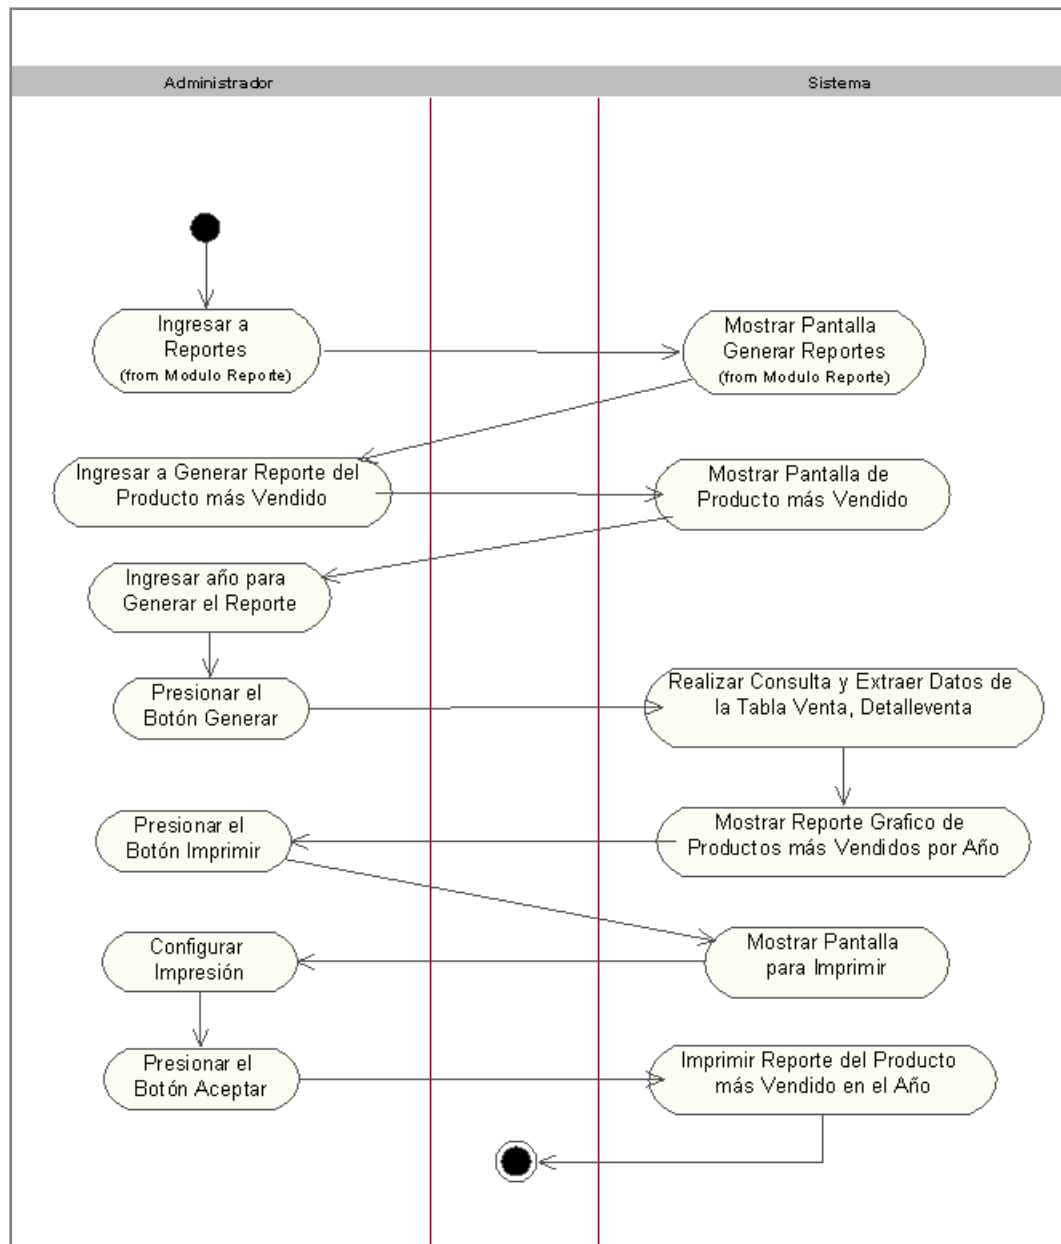 Administrador
Sistema
Ingresar a
Reportes
(from Modulo Reporte)
Mostrar Pantalla
Generar Reportes
(from Modulo Reporte)
Ingresar a Generar Reporte del
Producto más Vendido
Mostrar Pantalla de
Producto más Vendido
Ingresar año para
Generar el Reporte
Presionar el
Botón Generar
Realizar Consulta y Extraer Datos de
la Tabla Venta, Detalleventa
Mostrar Reporte Grafico de
Productos más Vendidos por Año
Presionar el
Botón Imprimir
Mostrar Pantalla
para Imprimir
Configurar
Impresión
Presionar el
Botón Aceptar
Imprimir Reporte del Producto
más Vendido en el Año